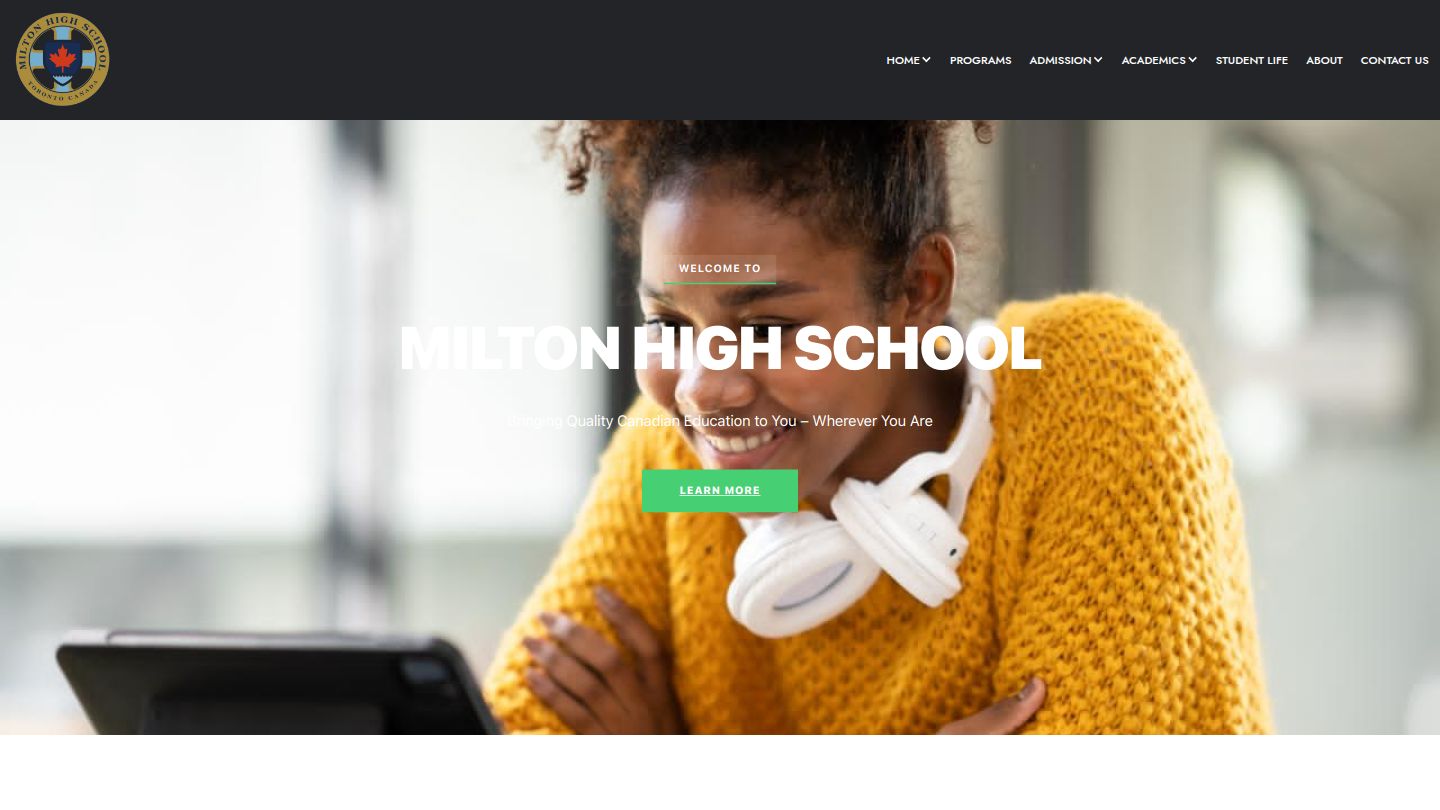 MILTON HIGH SCHOOL
TORONTO CANADA
HOME
PROGRAMS
ADMISSION
ACADEMICS
STUDENT LIFE
ABOUT
CONTACT US
WELCOME TO
MILTON HIGH SCHOOL
Bringing Quality Canadian Education to You – Wherever You Are
LEARN MORE